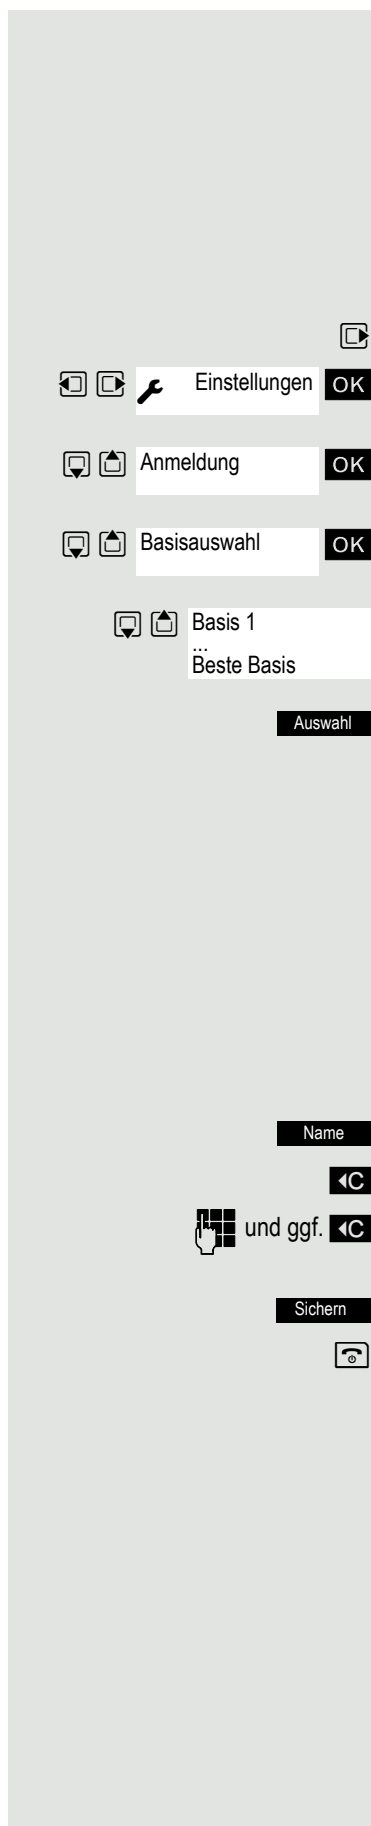 Einstellungen OK
Anmeldung OK
Basisauswahl OK
Basis 1
...
Beste Basis
Auswahl
Name
C
und ggf. C
Sichern